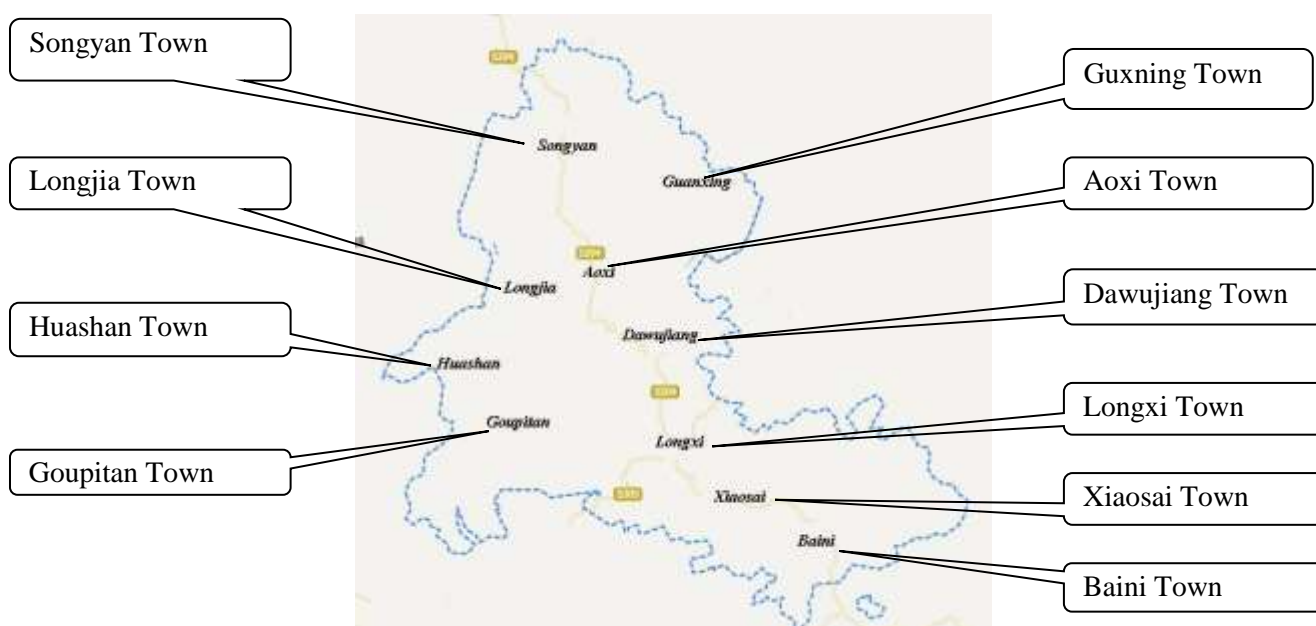 Songyan Town
Guxning Town
Songyan
Longjia Town
Guanxing
Aoxi Town
Aoxi
Longjia
Dawujiang Town
Huashan Town
Dawujiang
Huashan
Longxi Town
Goupitan
Longxi
Goupitan Town
Xiaosai
Xiaosai Town
Baini
Baini Town